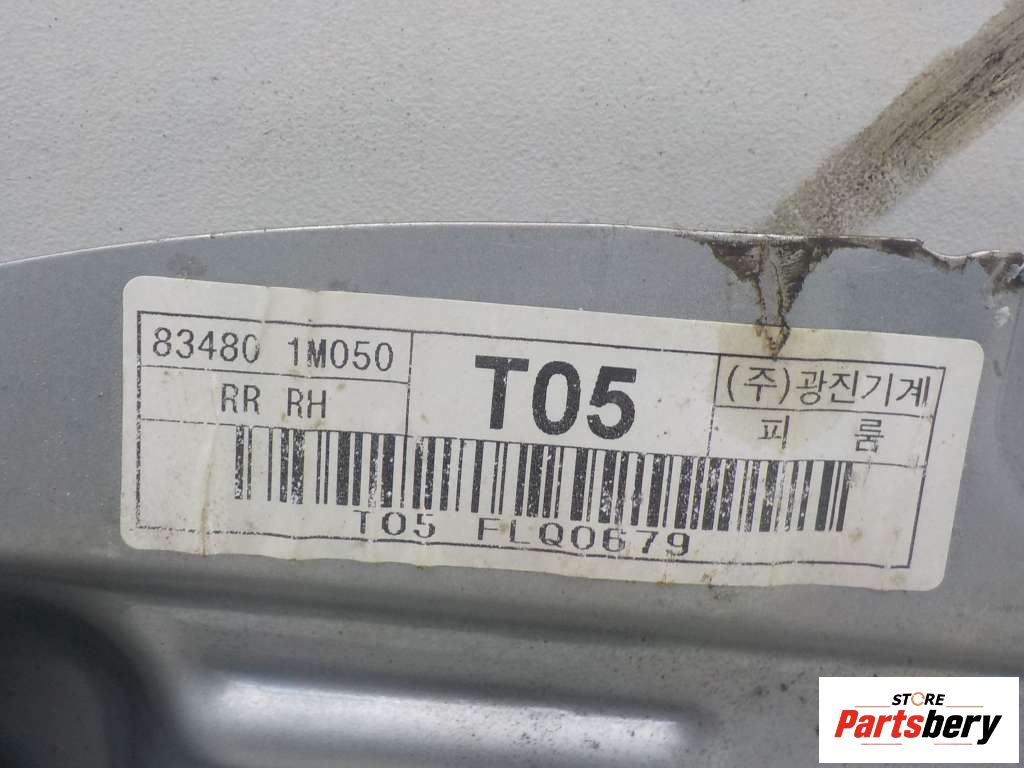 83480 1M050
RR RH
T05
(주)광진기계
피 룸
T05 FLQ0679
STORE
Partsbery